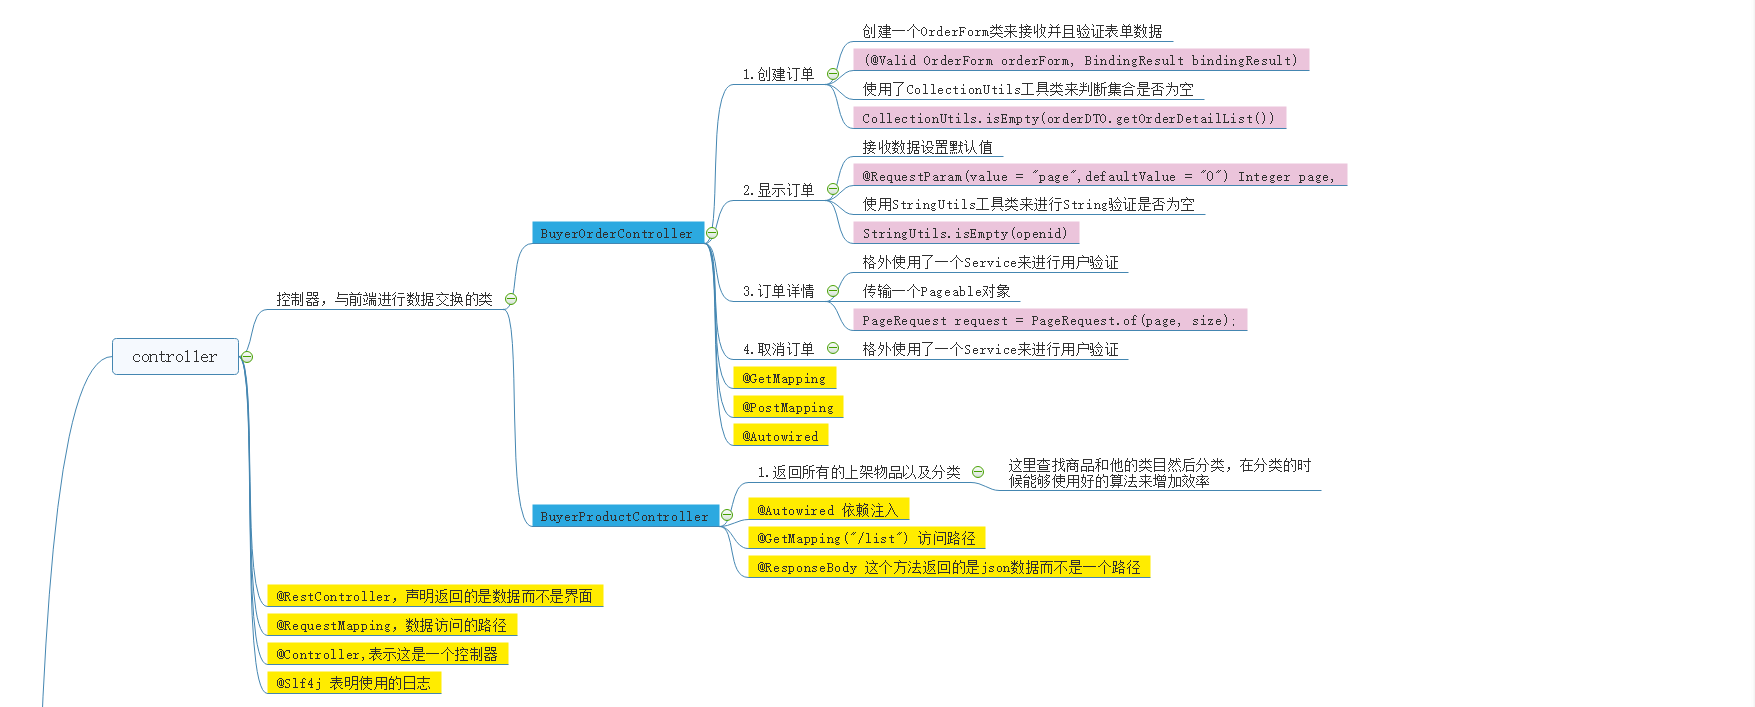 controller
控制器，与前端进行数据交换的类
BuyerOrderController
1.创建订单
创建一个OrderForm类来接收并且验证表单数据
(@Valid OrderForm orderForm, BindingResult bindingResult)
使用了CollectionUtils工具类来判断集合是否为空
CollectionUtils.isEmpty(orderDTO.getOrderDetailList())
2.显示订单
接收数据设置默认值
@RequestParam(value = "page",defaultValue = "0") Integer page,
使用StringUtils工具类来进行String验证是否为空
StringUtils.isEmpty(openid)
3.订单详情
格外使用了一个Service来进行用户验证
传输一个Pageable对象
PageRequest request = PageRequest.of(page, size);
4.取消订单
格外使用了一个Service来进行用户验证
@GetMapping
@PostMapping
@Autowired
BuyerProductController
1.返回所有的上架物品以及分类
这里查找商品和他的类目然后分类，在分类的时
候能够使用好的算法来增加效率
@Autowired 依赖注入
@GetMapping("/list") 访问路径
@ResponseBody 这个方法返回的是json数据而不是一个路径
@RestController，声明返回的是数据而不是界面
@RequestMapping，数据访问的路径
@Controller,表示这是一个控制器
@Slf4j 表明使用的日志